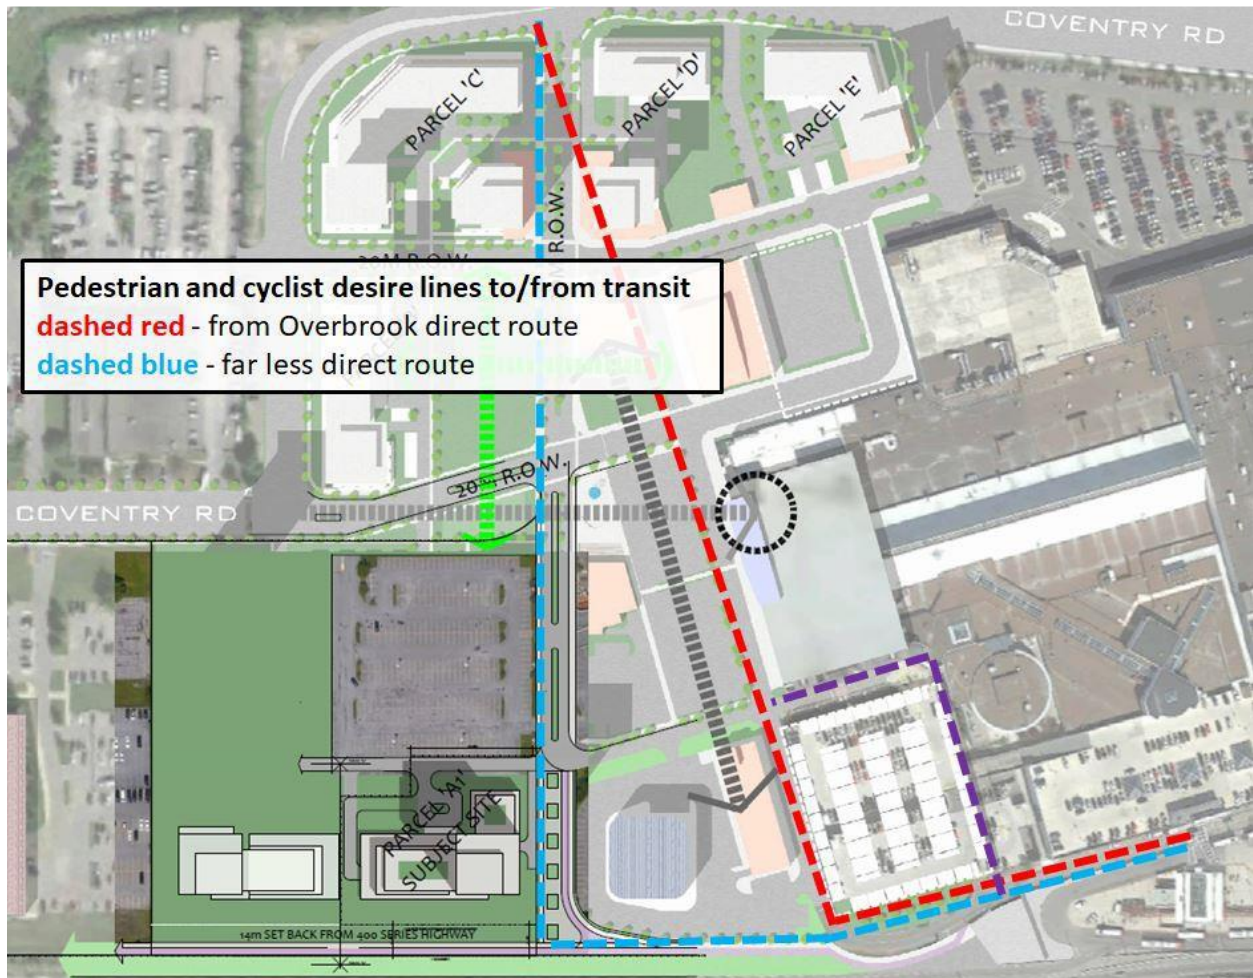 COVENTRY RD
PARCEL 'C'
PARCEL 'D'
PARCEL 'E'
R.O.W.
20M R.O.W.
Pedestrian and cyclist desire lines to/from transit
dashed red - from Overbrook direct route
dashed blue - far less direct route
20M R.O.W.
COVENTRY RD
PARCEL 'A1'
SUBJECT SITE
14m SET BACK FROM 400 SERIES HIGHWAY